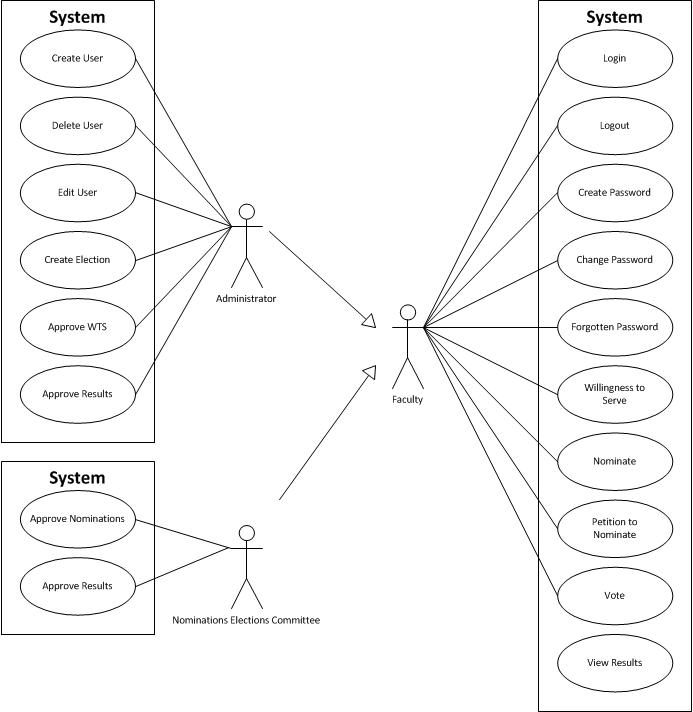 System
Create User
Delete User
Edit User
Create Election
Approve WTS
Approve Results
System
Approve Nominations
Approve Results
Administrator
Nominations Elections Committee
Faculty
System
Login
Logout
Create Password
Change Password
Forgotten Password
Willingness to
Serve
Nominate
Petition to
Nominate
Vote
View Results